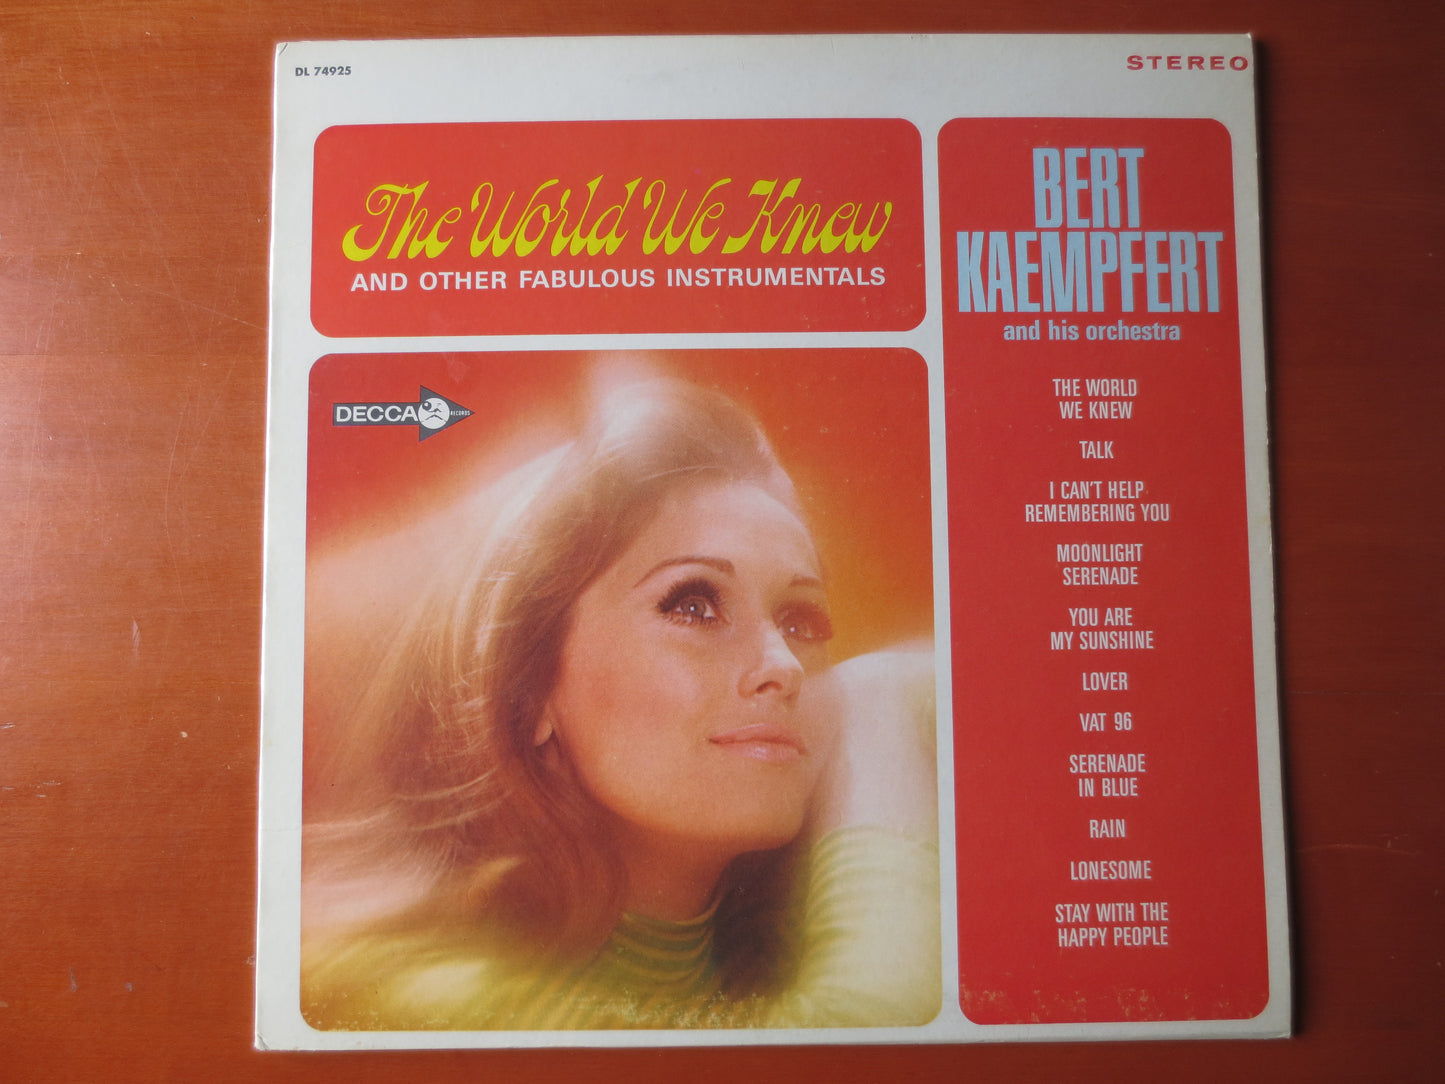 DL 74925
STEREO
The World We Knew
AND OTHER FABULOUS INSTRUMENTALS
DECCA RECORDS
BERT
KAEMPFERT
and his orchestra
THE WORLD
WE KNEW
TALK
I CAN'T HELP
REMEMBERING YOU
MOONLIGHT
SERENADE
YOU ARE
MY SUNSHINE
LOVER
VAT 96
SERENADE
IN BLUE
RAIN
LONESOME
STAY WITH THE
HAPPY PEOPLE